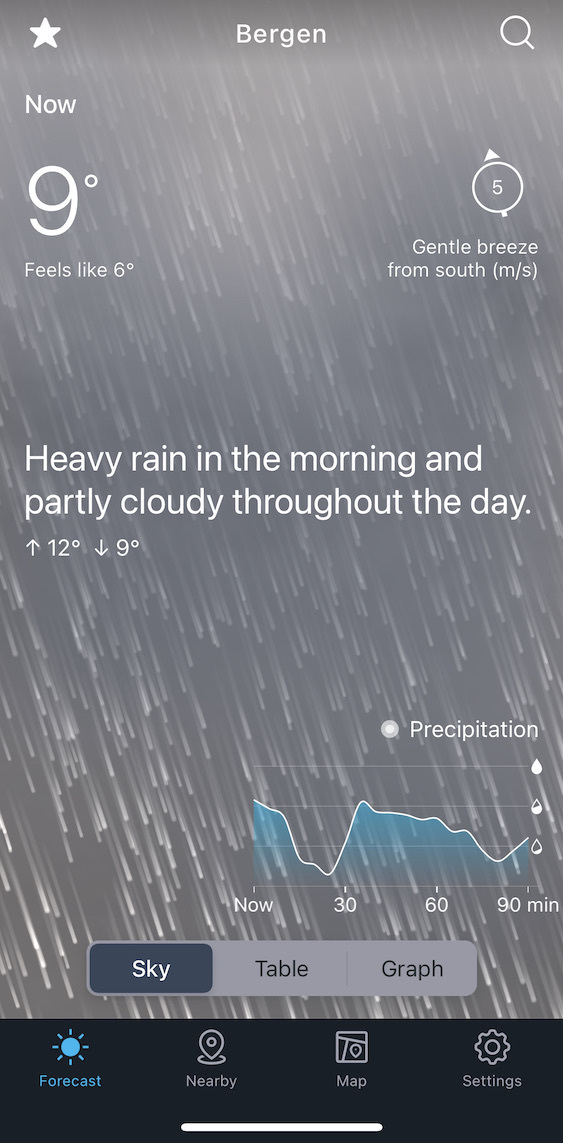 Bergen
Now
9°
5
Feels like 6°
Gentle breeze
from south (m/s)
Heavy rain in the morning and
partly cloudy throughout the day.
↑ 12° ↓ 9°
Precipitation
Now 30 60 90 min
Sky Table Graph
Forecast Nearby Map Settings